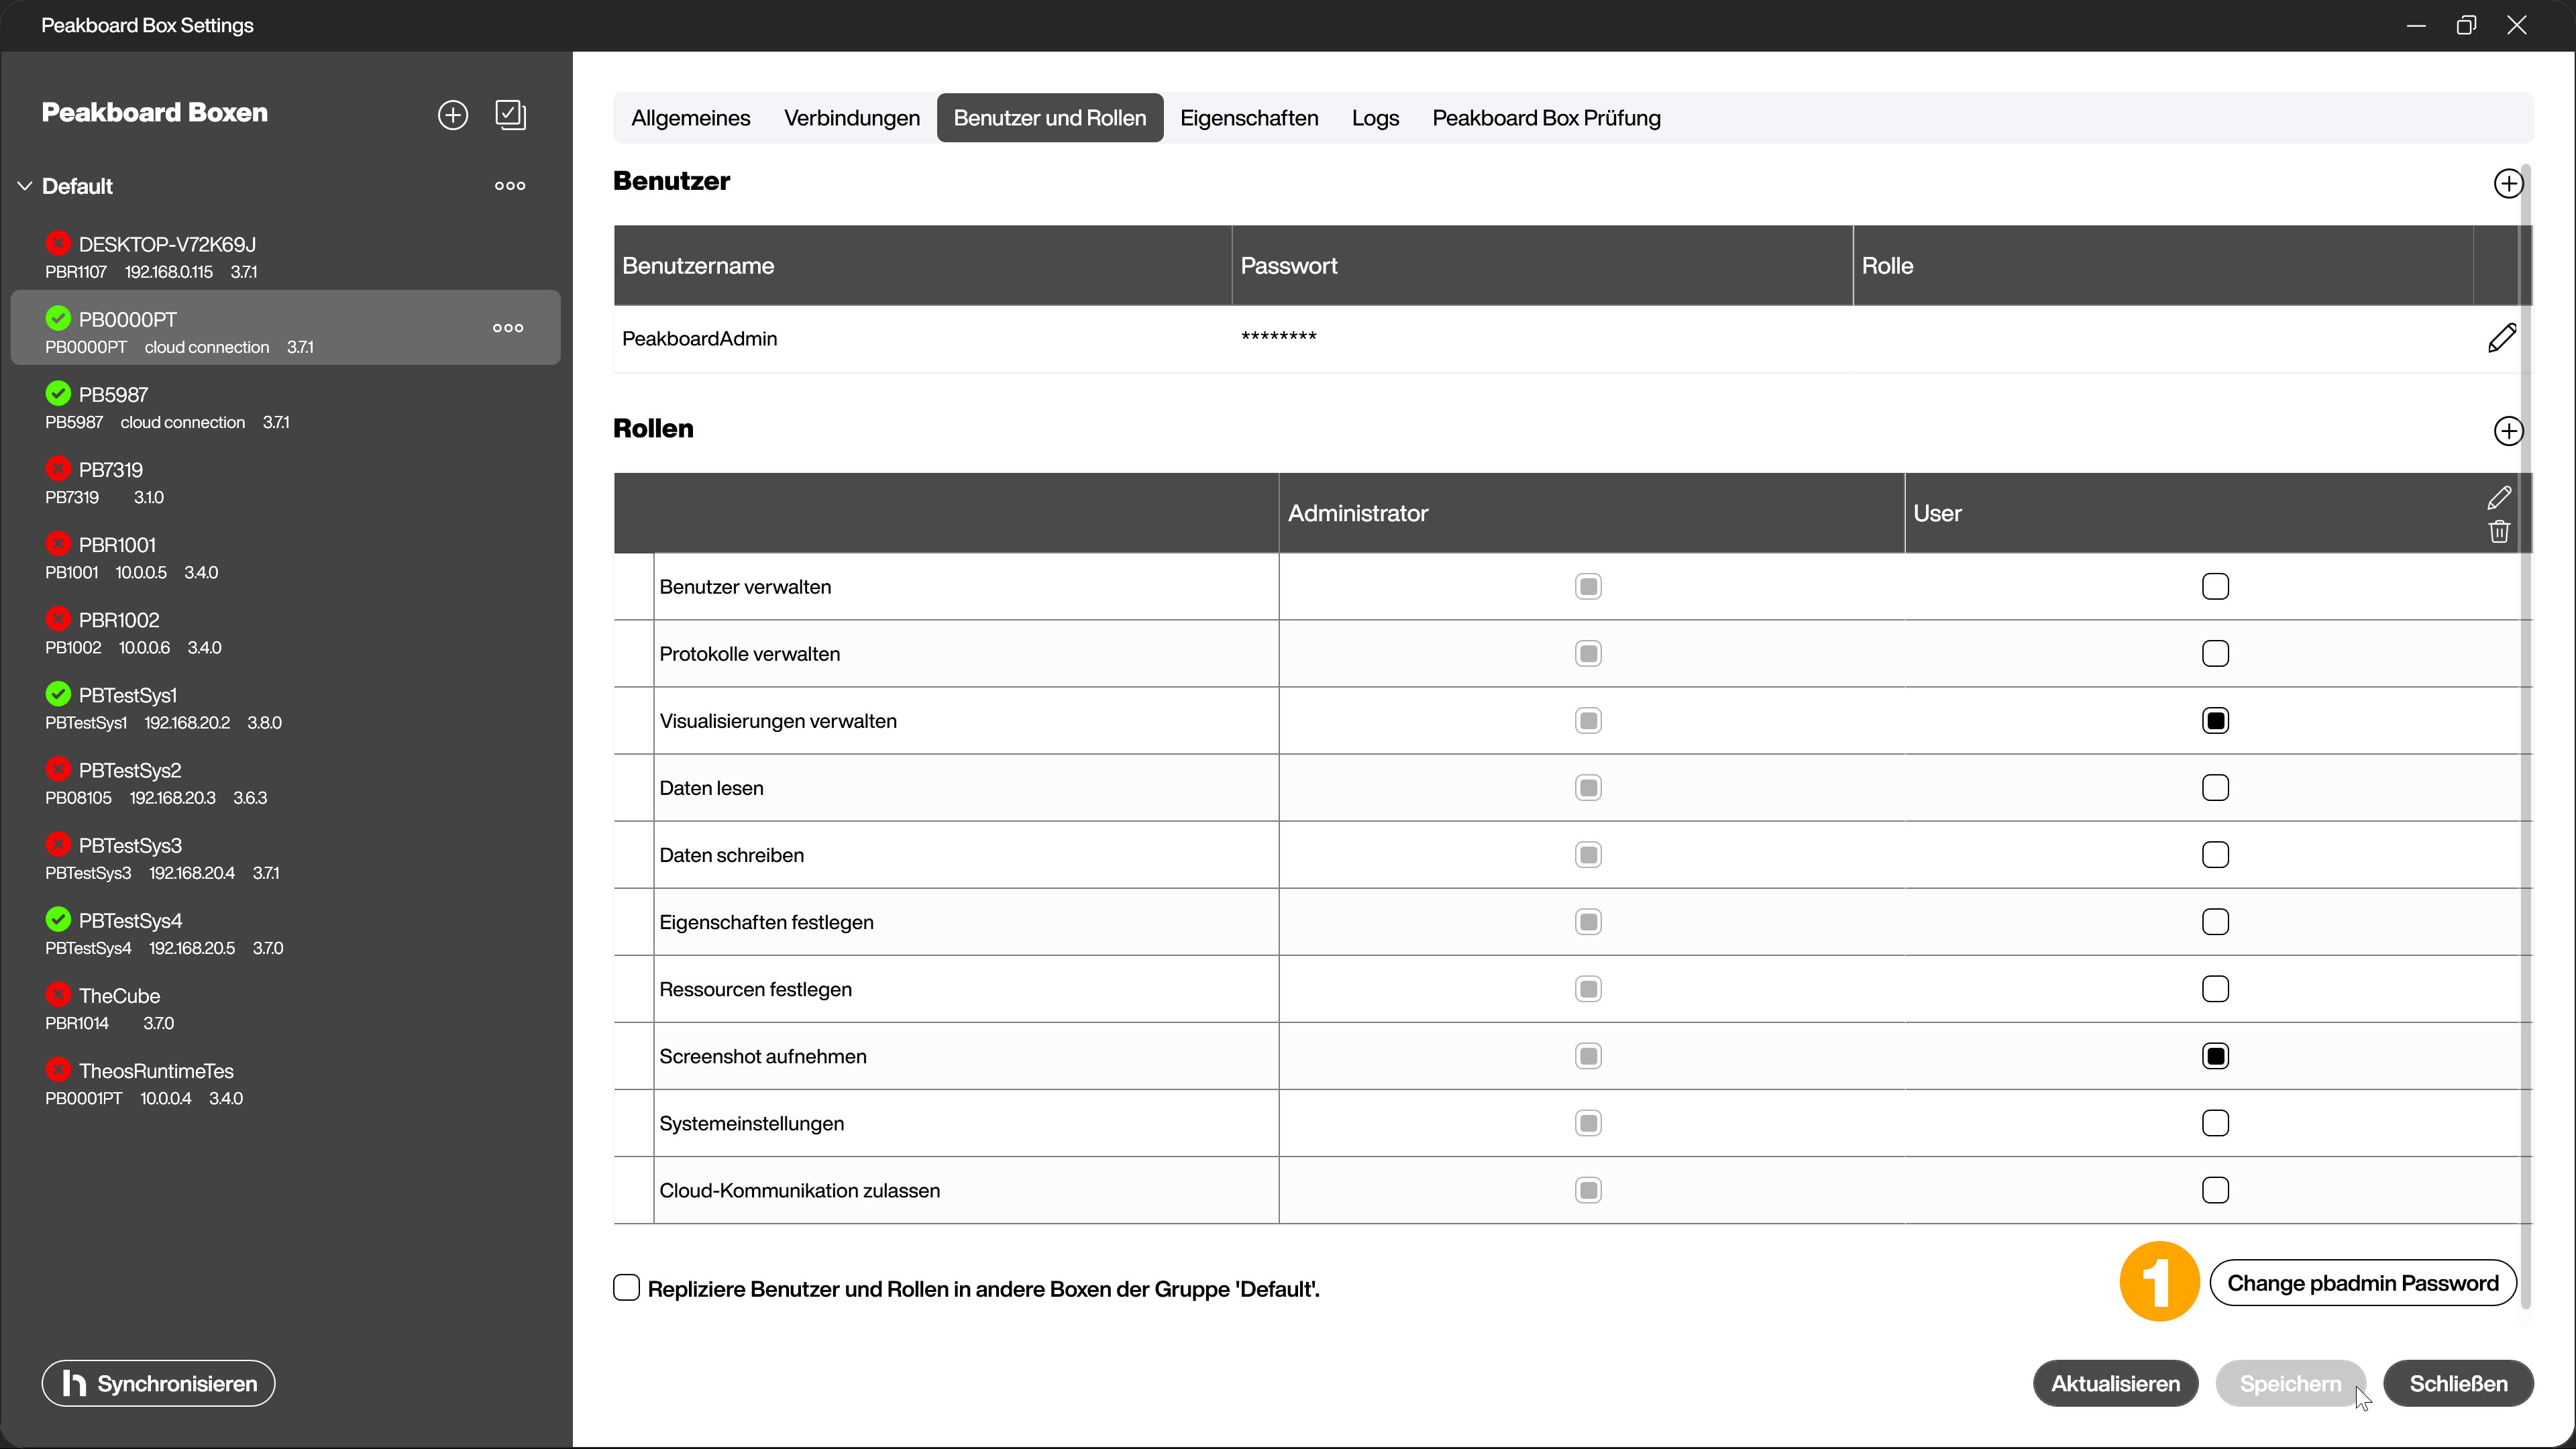 Peakboard Box Settings
Peakboard Boxen
Default
DESKTOP-V72K69J
PBR1107 192.168.0.115 3.7.1
PB0000PT
PB0000PT cloud connection 3.7.1
PB5987
PB5987 cloud connection 3.7.1
PB7319
PB7319 3.1.0
PBR1001
PB1001 10.0.0.5 3.4.0
PBR1002
PB1002 10.0.0.6 3.4.0
PBTestSys1
PBTestSys1 192.168.20.2 3.8.0
PBTestSys2
PB08105 192.168.20.3 3.6.3
PBTestSys3
PBTestSys3 192.168.20.4 3.7.1
PBTestSys4
PBTestSys4 192.168.20.5 3.7.0
TheCube
PBR1014 3.7.0
TheosRuntimeTes
PB0001PT 10.0.0.4 3.4.0
Synchronisieren
Allgemeines Verbindungen Benutzer und Rollen Eigenschaften Logs Peakboard Box Prüfung
Benutzer
Benutzername Passwort Rolle
PeakboardAdmin ********
Rollen
Administrator User
Benutzer verwalten
Protokolle verwalten
Visualisierungen verwalten
Daten lesen
Daten schreiben
Eigenschaften festlegen
Ressourcen festlegen
Screenshot aufnehmen
Systemeinstellungen
Cloud-Kommunikation zulassen
Repliziere Benutzer und Rollen in andere Boxen der Gruppe 'Default'.
1 Change pbadmin Password
Aktualisieren Speichern Schließen